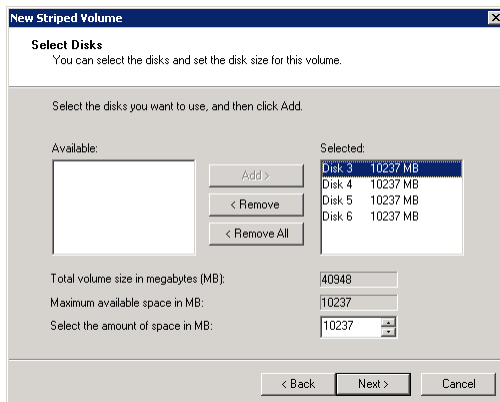 New Striped Volume
Select Disks
You can select the disks and set the disk size for this volume.
Select the disks you want to use, and then click Add.
Available:
Selected:
Add >
< Remove
< Remove All
Disk 3 10237 MB
Disk 4 10237 MB
Disk 5 10237 MB
Disk 6 10237 MB
Total volume size in megabytes (MB): 40948
Maximum available space in MB: 10237
Select the amount of space in MB: 10237
< Back Next > Cancel